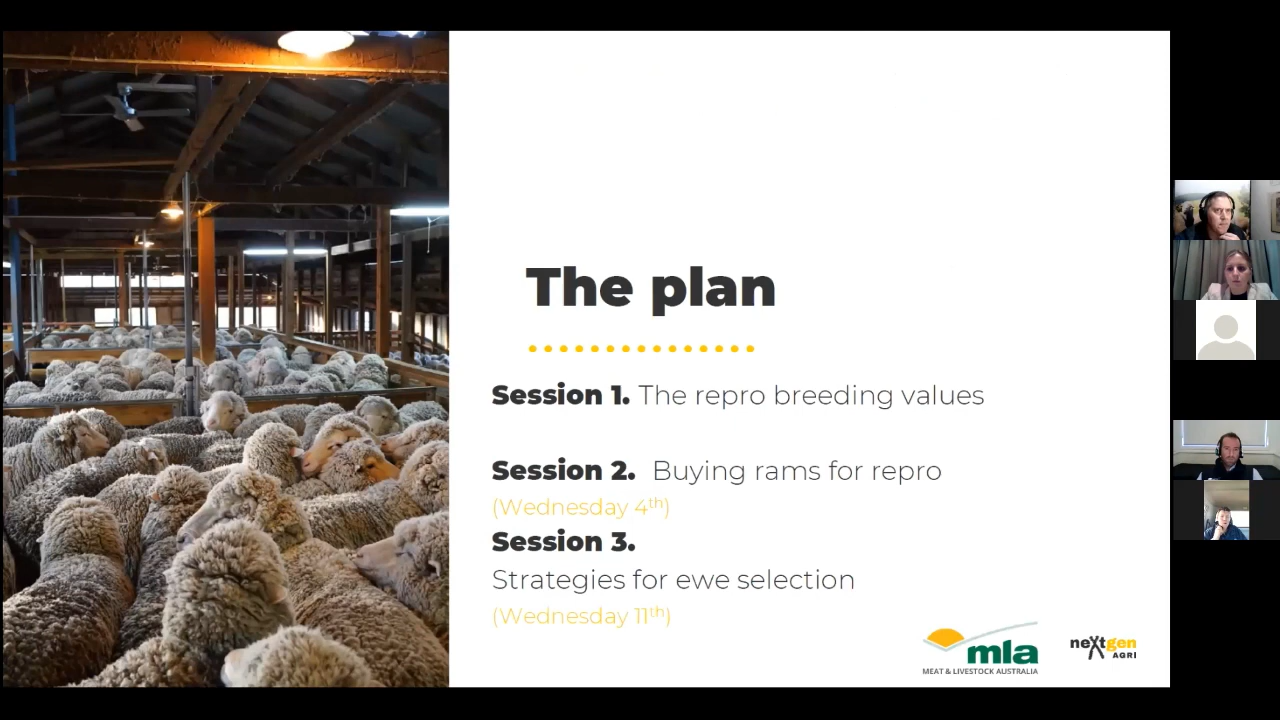 The plan
Session 1. The repro breeding values
Session 2. Buying rams for repro
(Wednesday 4th)
Session 3.
Strategies for ewe selection
(Wednesday 11th)
mla
MEAT & LIVESTOCK AUSTRALIA
nextgen
AGRI